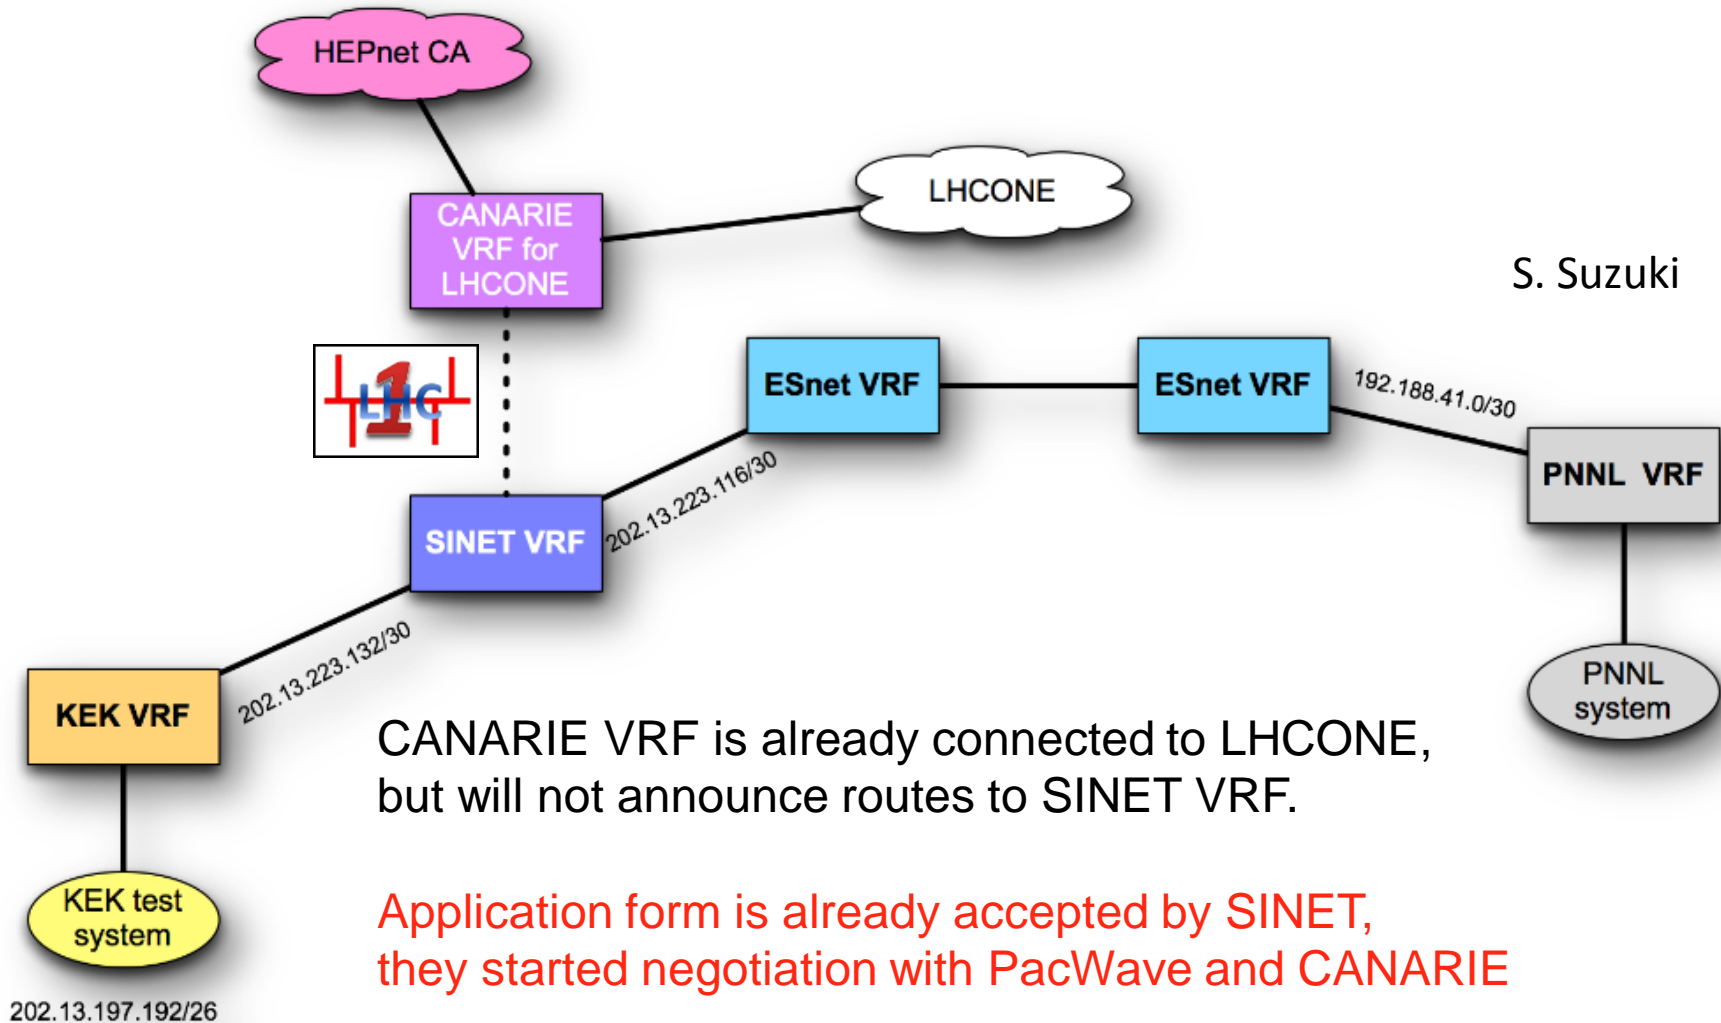 HEPnet CA
LHCONE
CANARIE
VRF for
LHCONE
S. Suzuki
LHC
1
ESnet VRF
ESnet VRF
192.188.41.0/30
PNNL VRF
202.13.223.116/30
SINET VRF
202.13.223.132/30
PNNL
system
KEK VRF
CANARIE VRF is already connected to LHCONE,
but will not announce routes to SINET VRF.
KEK test
system
Application form is already accepted by SINET,
they started negotiation with PacWave and CANARIE
202.13.197.192/26